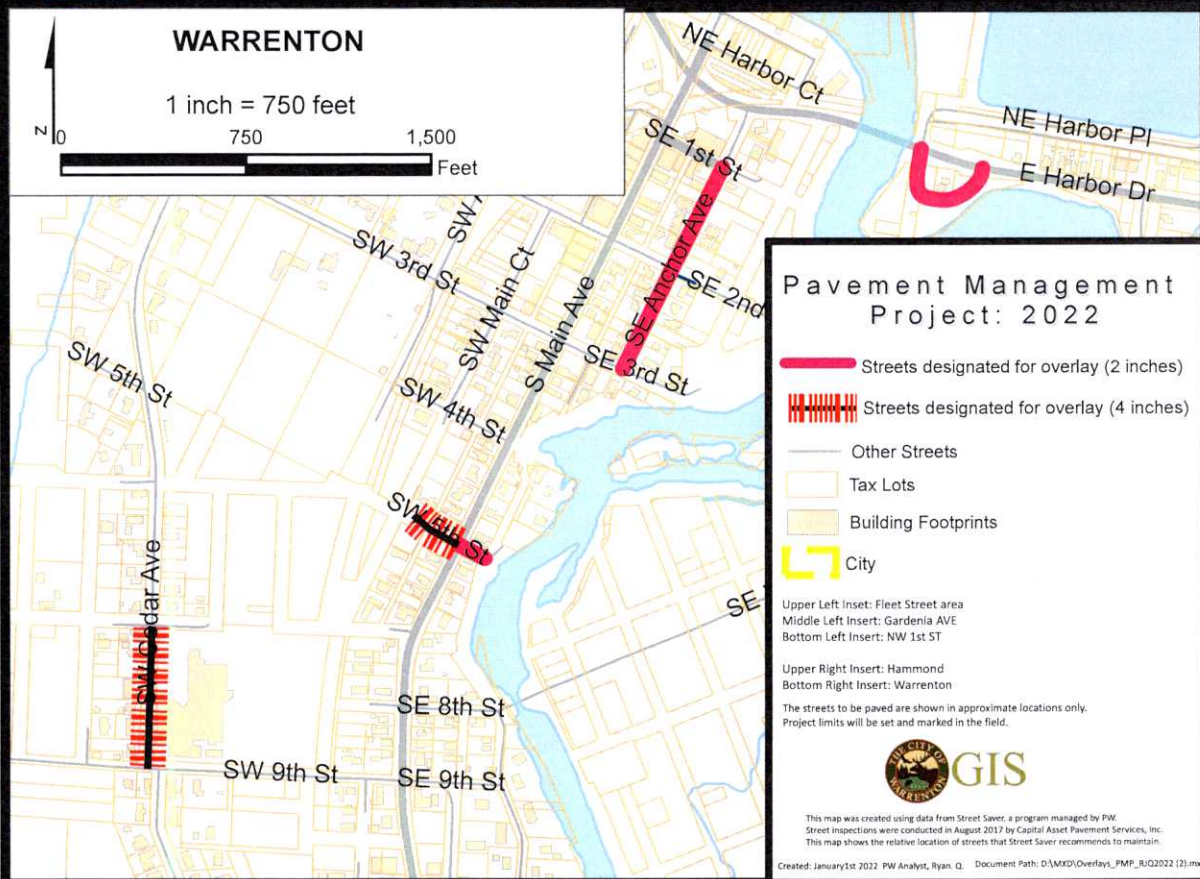 WARRENTON
1 inch = 750 feet
N
0 750 1,500
Feet
NE Harbor Ct
NE Harbor Pl
E Harbor Dr
SE 1st St
SE Anchor Ave
SE 2nd
SE 3rd St
S Main Ave
SW Main Ct
SW 3rd St
SW 4th St
SW 5th St
SW 5th St
SW Cedar Ave
SE 8th St
SW 9th St
SE 9th St
Pavement Management
Project: 2022
Streets designated for overlay (2 inches)
Streets designated for overlay (4 inches)
Other Streets
Tax Lots
Building Footprints
City
Upper Left Inset: Fleet Street area
Middle Left Insert: Gardenia AVE
Bottom Left Insert: NW 1st ST
Upper Right Insert: Hammond
Bottom Right Insert: Warrenton
The streets to be paved are shown in approximate locations only.
Project limits will be set and marked in the field.
THE CITY OF
WARRENTON
GIS
This map was created using data from Street Saver, a program managed by PW.
Street inspections were conducted in August 2017 by Capital Asset Pavement Services, Inc.
This map shows the relative location of streets that Street Saver recommends to maintain.
Created: January1st 2022 PW Analyst, Ryan. Q. Document Path: D:\MXD\Overlays_PMP_RJQ2022 (2).mx